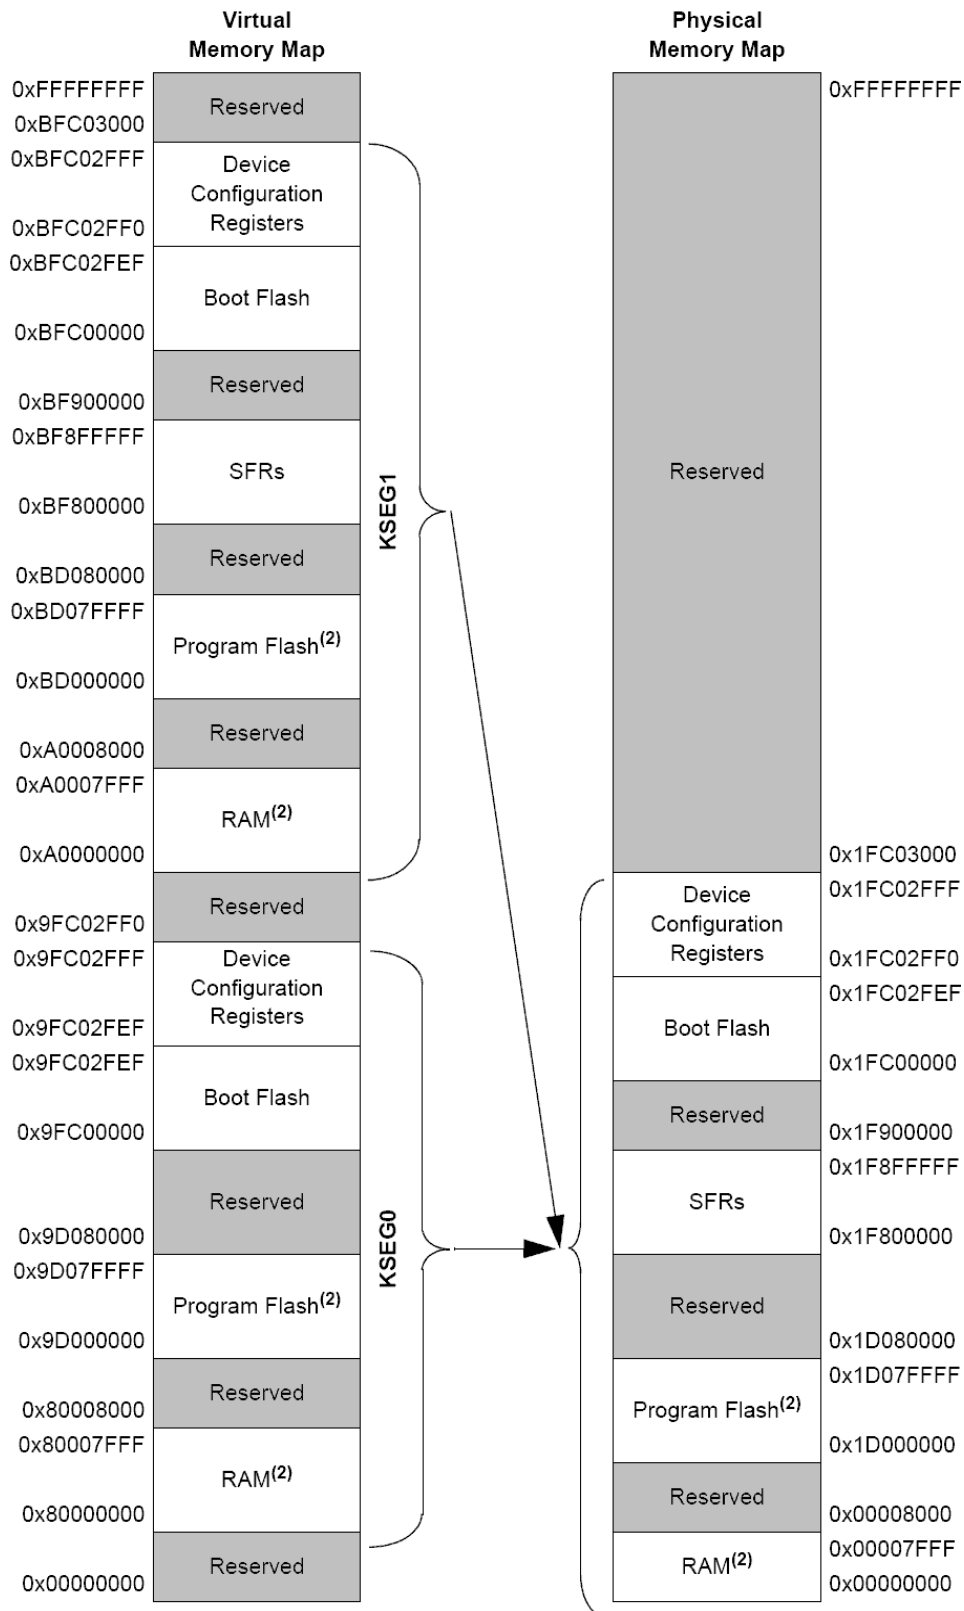 Virtual
Memory Map
0xFFFFFFFF
Reserved
0xBFC03000
0xBFC02FFF
Device
Configuration
Registers
0xBFC02FF0
0xBFC02FEF
Boot Flash
0xBFC00000
Reserved
0xBF900000
0xBF8FFFFF
SFRs
0xBF800000
Reserved
0xBD080000
0xBD07FFFF
Program Flash(2)
0xBD000000
Reserved
0xA0008000
0xA0007FFF
RAM(2)
0xA0000000
KSEG1
Reserved
0x9FC02FF0
0x9FC02FFF
Device
Configuration
Registers
0x9FC02FEF
0x9FC02FEF
Boot Flash
0x9FC00000
Reserved
0x9D080000
0x9D07FFFF
Program Flash(2)
0x9D000000
Reserved
0x80008000
0x80007FFF
RAM(2)
0x80000000
KSEG0
Reserved
0x00000000
Physical
Memory Map
0xFFFFFFFF
Reserved
0x1FC03000
0x1FC02FFF
Device
Configuration
Registers
0x1FC02FF0
0x1FC02FEF
Boot Flash
0x1FC00000
Reserved
0x1F900000
0x1F8FFFFF
SFRs
0x1F800000
Reserved
0x1D080000
0x1D07FFFF
Program Flash(2)
0x1D000000
Reserved
0x00008000
0x00007FFF
RAM(2)
0x00000000